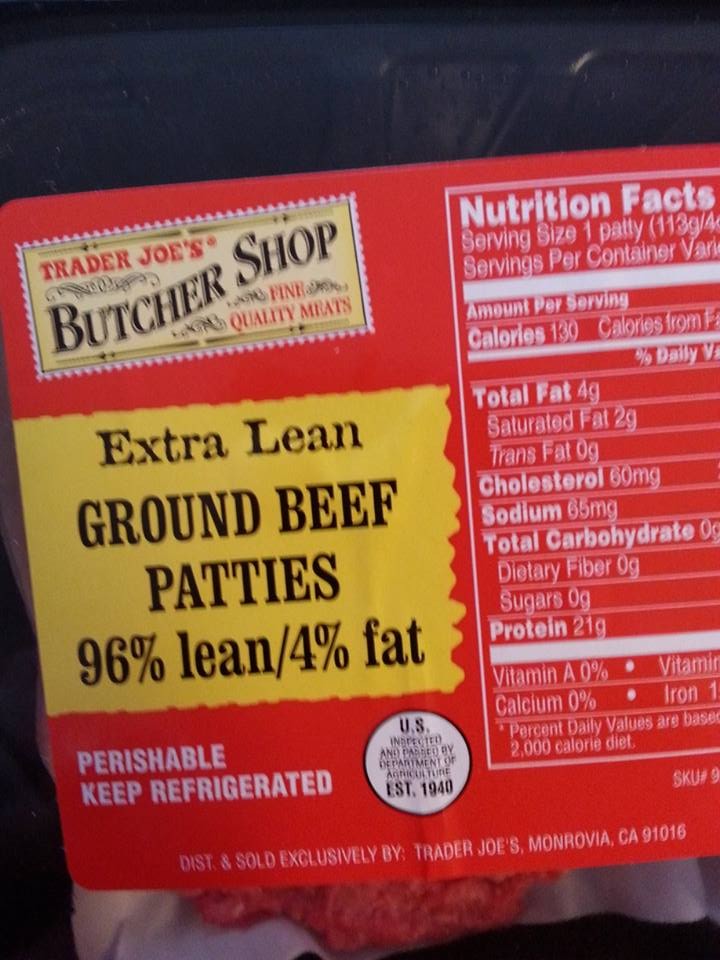 TRADER JOE'S®
BUTCHER SHOP
FINE
QUALITY MEATS
Extra Lean
GROUND BEEF
PATTIES
96% lean/4% fat
PERISHABLE
KEEP REFRIGERATED
U.S.
INSPECTED
AND PASSED BY
DEPARTMENT OF
AGRICULTURE
EST. 1940
Nutrition Facts
Serving Size 1 patty (113g/4
Servings Per Container
Amount Per Serving
Calories 130 Calories from
% Daily
Total Fat 4g
Saturated Fat 2g
Trans Fat 0g
Cholesterol 60mg
Sodium 65mg
Total Carbohydrate 0g
Dietary Fiber 0g
Sugars 0g
Protein 21g
Vitamin A 0% • Vitamin
Calcium 0% • Iron 1
* Percent Daily Values are based
2,000 calorie diet.
SKU# 9
DIST. & SOLD EXCLUSIVELY BY: TRADER JOE'S, MONROVIA, CA 91016